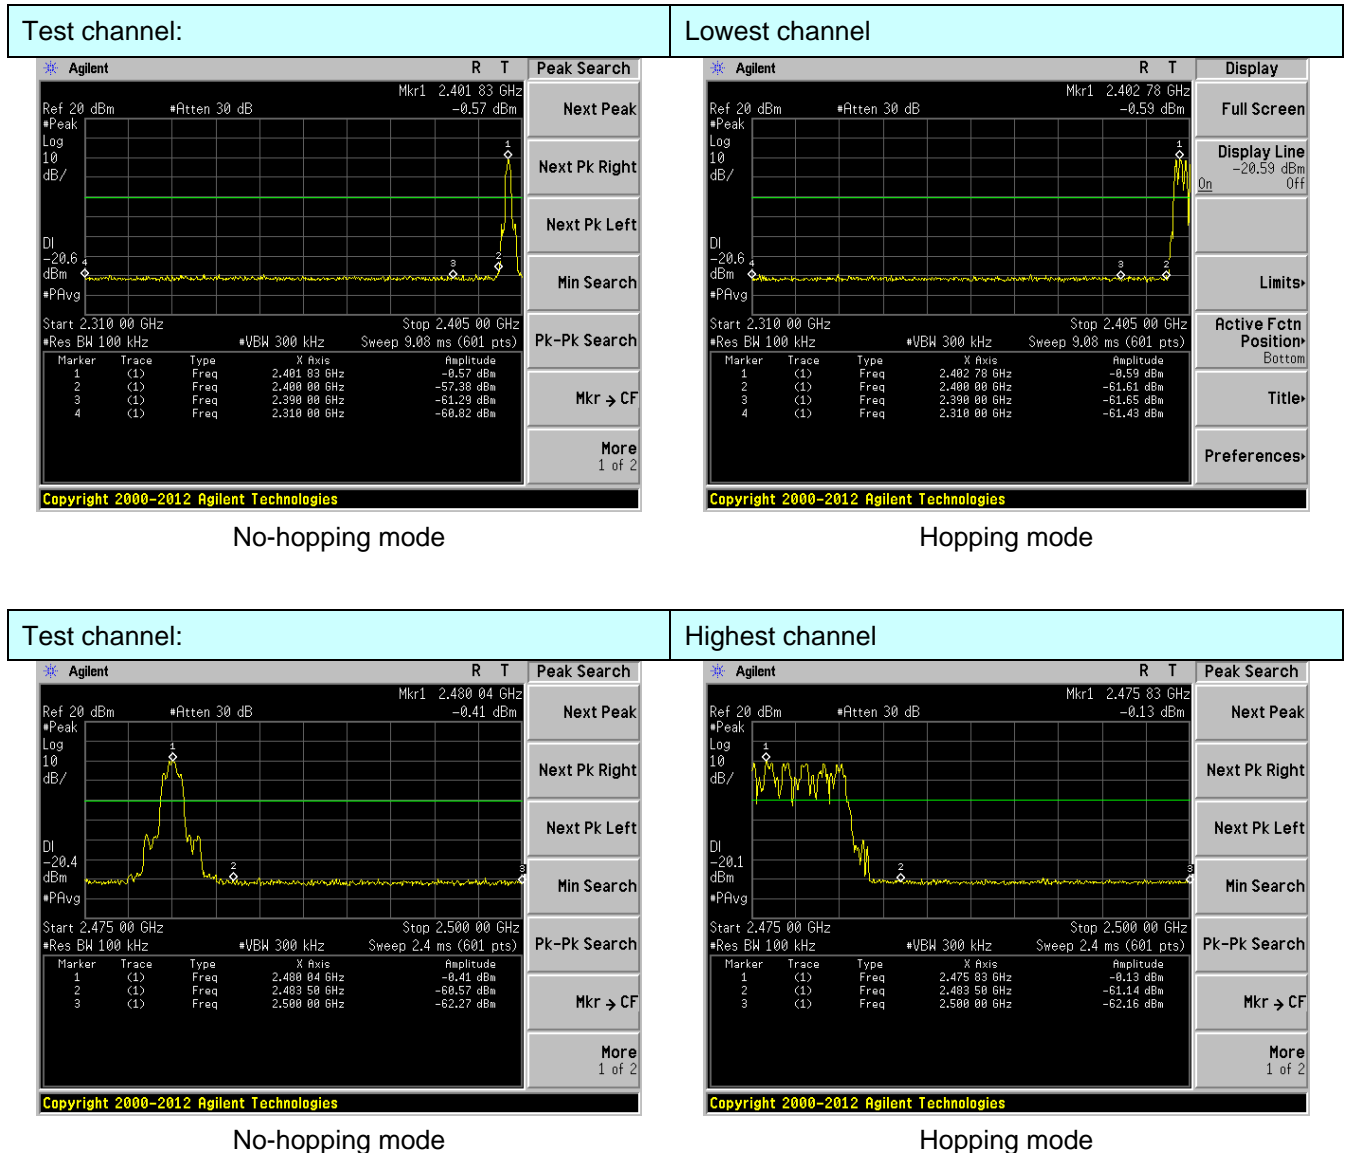 Test channel: Lowest channel
Agilent R T Peak Search
Mkr1 2.401 83 GHz
Ref 20 dBm #Atten 30 dB -0.57 dBm
#Peak
Log
10
dB/
DI
-20.6
dBm
#PAvg
1
2
3
4
Start 2.310 00 GHz Stop 2.405 00 GHz
#Res BW 100 kHz #VBW 300 kHz Sweep 9.08 ms (601 pts)
Marker Trace Type X Axis Amplitude
1 (1) Freq 2.401 83 GHz -0.57 dBm
2 (1) Freq 2.400 00 GHz -57.38 dBm
3 (1) Freq 2.390 00 GHz -61.29 dBm
4 (1) Freq 2.310 00 GHz -60.82 dBm
Next Peak
Next Pk Right
Next Pk Left
Min Search
Pk-Pk Search
Mkr → CF
More
1 of 2
Copyright 2000-2012 Agilent Technologies
No-hopping mode
Agilent R T Display
Mkr1 2.402 78 GHz
Ref 20 dBm #Atten 30 dB -0.59 dBm
#Peak
Log
10
dB/
DI
-20.6
dBm
#PAvg
1
2
3
4
Start 2.310 00 GHz Stop 2.405 00 GHz
#Res BW 100 kHz #VBW 300 kHz Sweep 9.08 ms (601 pts)
Marker Trace Type X Axis Amplitude
1 (1) Freq 2.402 78 GHz -0.59 dBm
2 (1) Freq 2.400 00 GHz -61.61 dBm
3 (1) Freq 2.390 00 GHz -61.65 dBm
4 (1) Freq 2.310 00 GHz -61.43 dBm
Full Screen
Display Line
-20.59 dBm
On Off
Limits
Active Fctn
Position
Bottom
Title
Preferences
Copyright 2000-2012 Agilent Technologies
Hopping mode
Test channel: Highest channel
Agilent R T Peak Search
Mkr1 2.480 04 GHz
Ref 20 dBm #Atten 30 dB -0.41 dBm
#Peak
Log
10
dB/
DI
-20.4
dBm
#PAvg
1
2
3
Start 2.475 00 GHz Stop 2.500 00 GHz
#Res BW 100 kHz #VBW 300 kHz Sweep 2.4 ms (601 pts)
Marker Trace Type X Axis Amplitude
1 (1) Freq 2.480 04 GHz -0.41 dBm
2 (1) Freq 2.483 50 GHz -60.57 dBm
3 (1) Freq 2.500 00 GHz -62.27 dBm
Next Peak
Next Pk Right
Next Pk Left
Min Search
Pk-Pk Search
Mkr → CF
More
1 of 2
Copyright 2000-2012 Agilent Technologies
No-hopping mode
Agilent R T Peak Search
Mkr1 2.475 83 GHz
Ref 20 dBm #Atten 30 dB -0.13 dBm
#Peak
Log
10
dB/
DI
-20.1
dBm
#PAvg
1
2
3
Start 2.475 00 GHz Stop 2.500 00 GHz
#Res BW 100 kHz #VBW 300 kHz Sweep 2.4 ms (601 pts)
Marker Trace Type X Axis Amplitude
1 (1) Freq 2.475 83 GHz -0.13 dBm
2 (1) Freq 2.483 50 GHz -61.14 dBm
3 (1) Freq 2.500 00 GHz -62.16 dBm
Next Peak
Next Pk Right
Next Pk Left
Min Search
Pk-Pk Search
Mkr → CF
More
1 of 2
Copyright 2000-2012 Agilent Technologies
Hopping mode